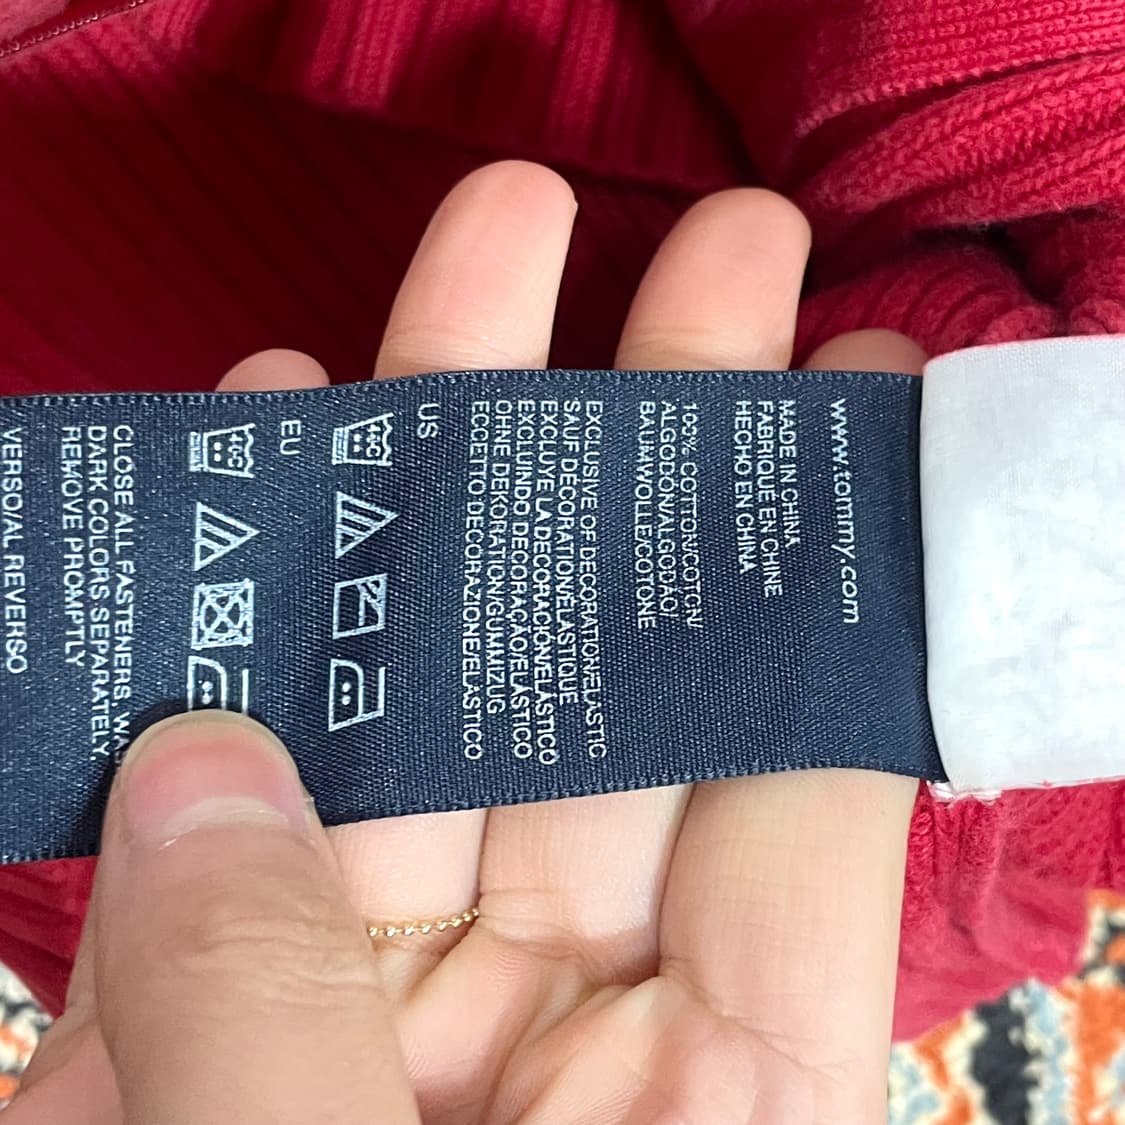 www.tommy.com
MADE IN CHINA
FABRIQUÉ EN CHINE
HECHO EN CHINA
100% COTTON/COTON/
ALGODÓN/ALGODÃO/
BAUMWOLLE/COTONE
EXCLUSIVE OF DECORATION/ELASTIC
SAUF DÉCORATION/ÉLASTIQUE
EXCLUYE LA DECORACIÓN/ELÁSTICO
EXCLUINDO DECORAÇÃO/ELÁSTICO
OHNE DEKORATION/GUMMIZUG
ECCETTO DECORAZIONE/ELASTICO
US
EU
CLOSE ALL FASTENERS,
DARK COLORS SEPARATELY.
REMOVE PROMPTLY
VERSO/AL REVERSO